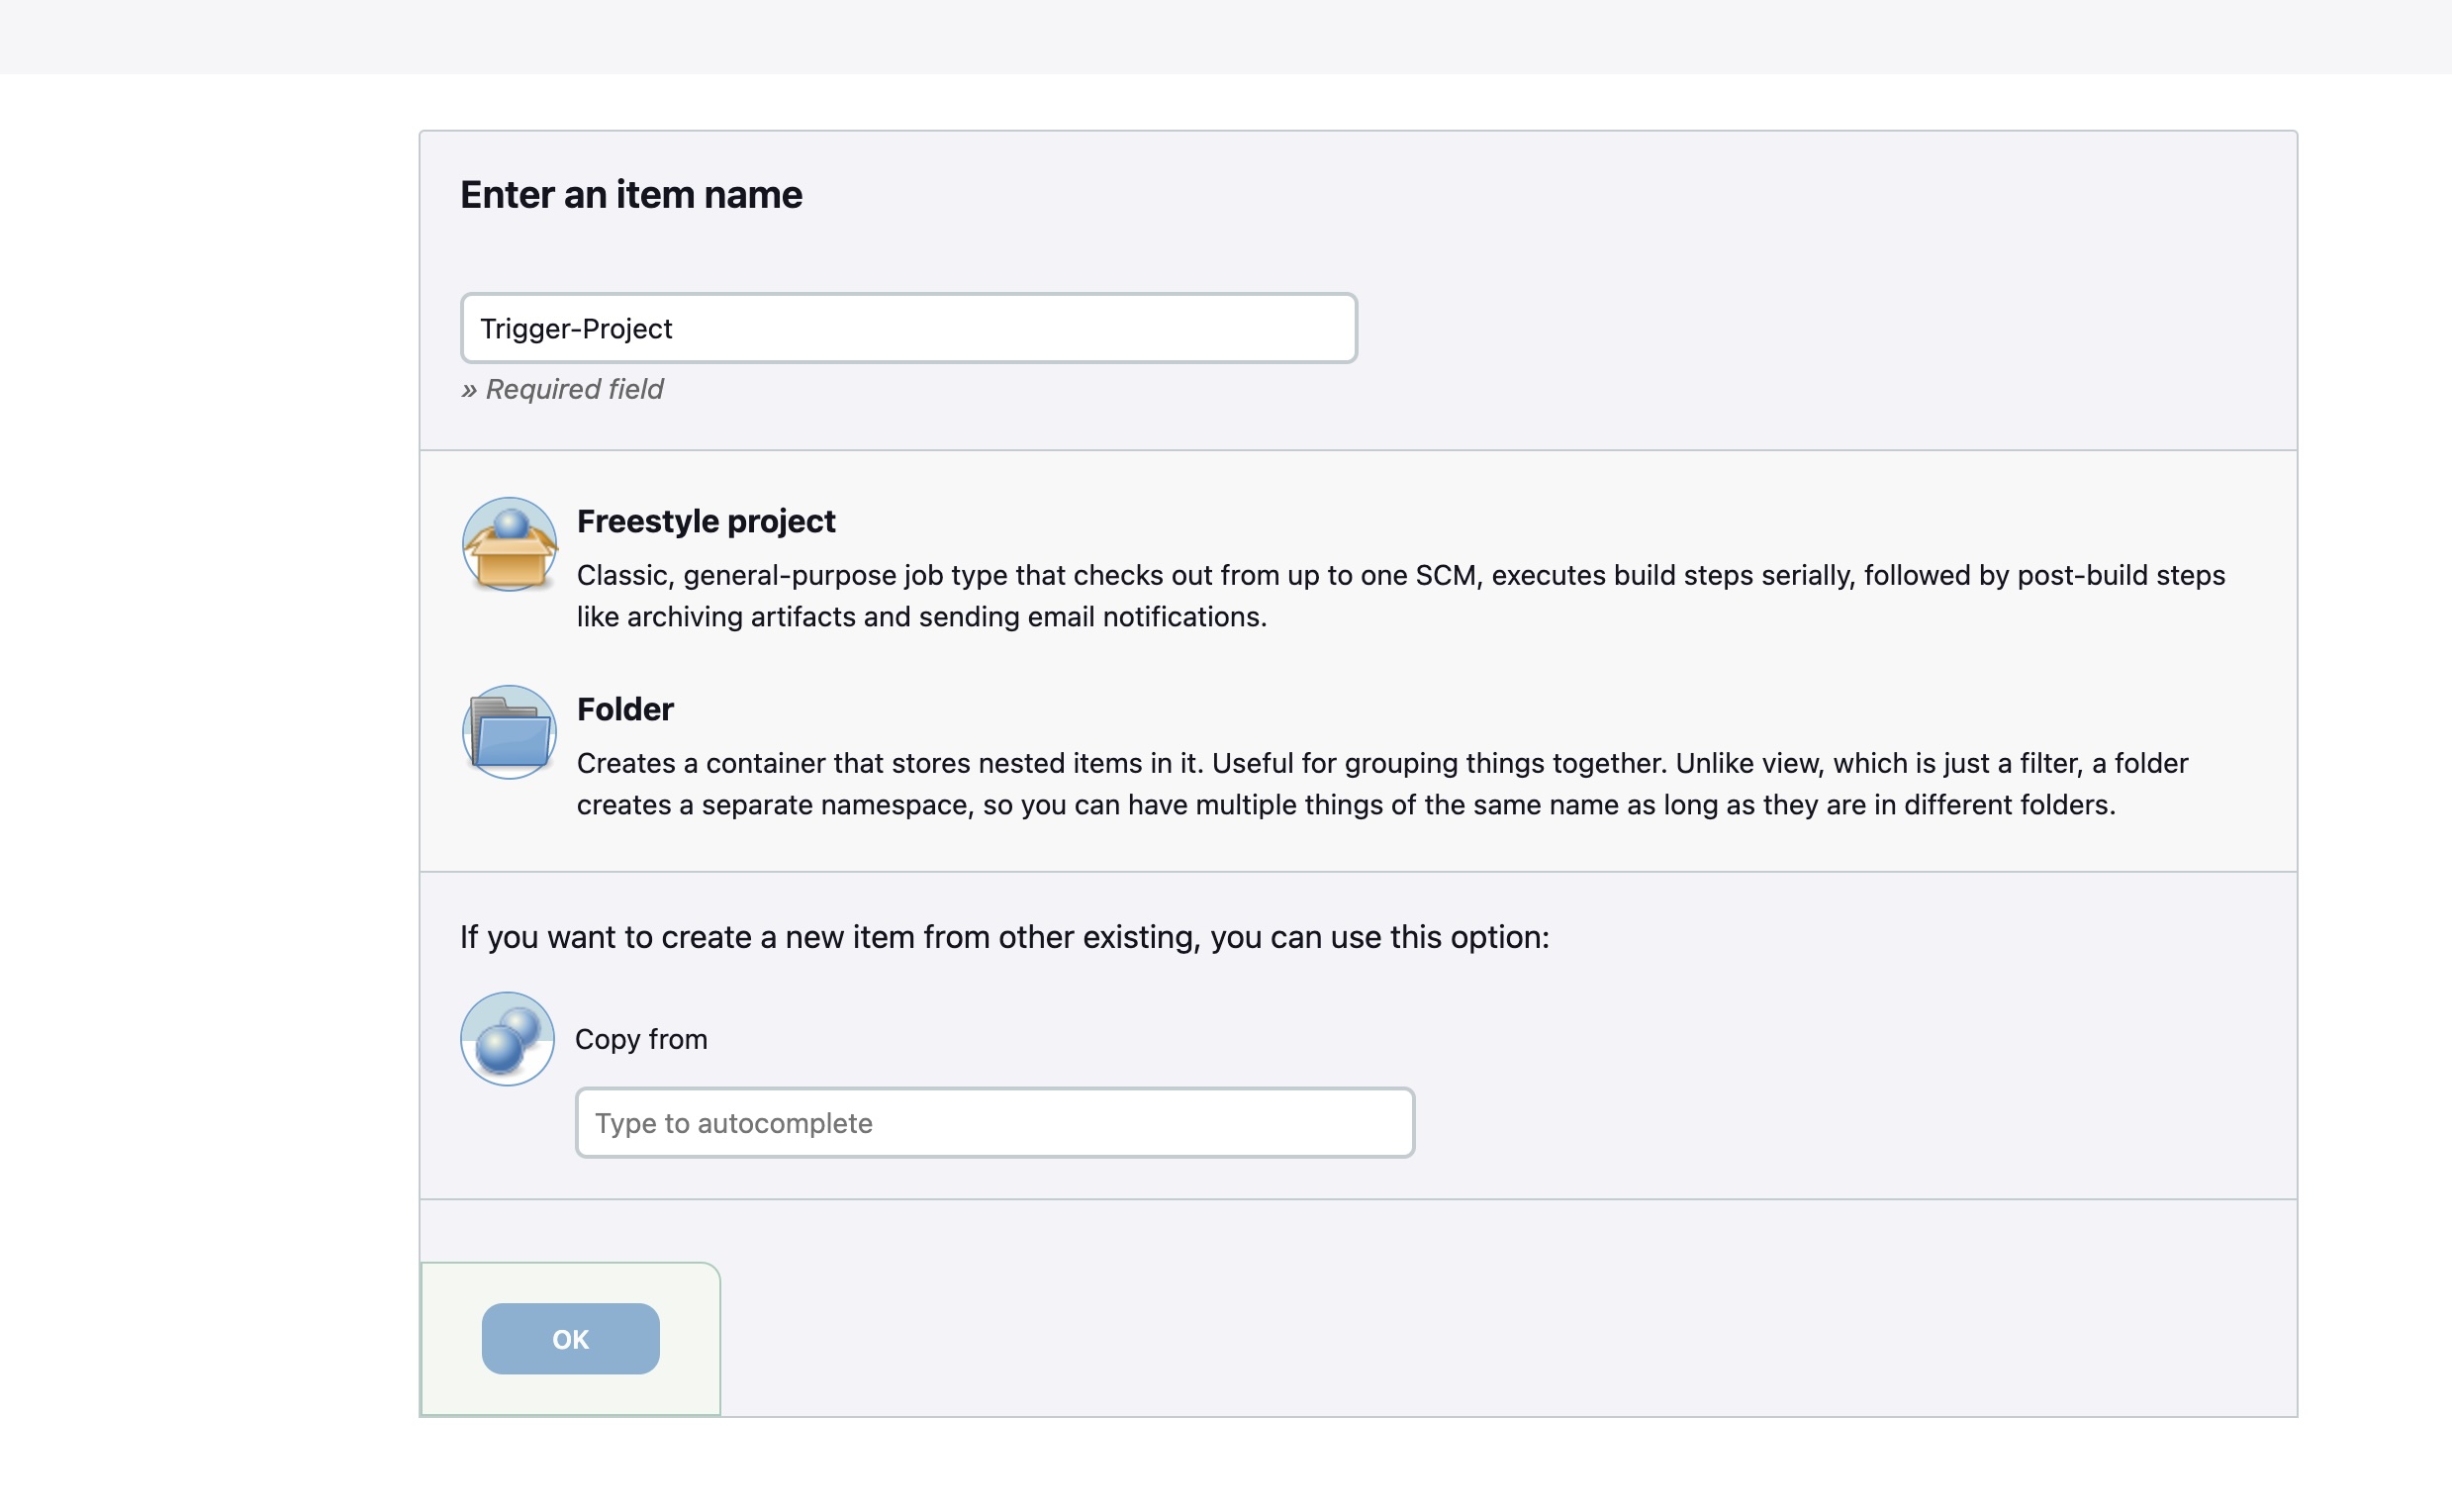 Enter an item name
Trigger-Project
» Required field
Freestyle project
Classic, general-purpose job type that checks out from up to one SCM, executes build steps serially, followed by post-build steps
like archiving artifacts and sending email notifications.
Folder
Creates a container that stores nested items in it. Useful for grouping things together. Unlike view, which is just a filter, a folder
creates a separate namespace, so you can have multiple things of the same name as long as they are in different folders.
If you want to create a new item from other existing, you can use this option:
Copy from
Type to autocomplete
OK